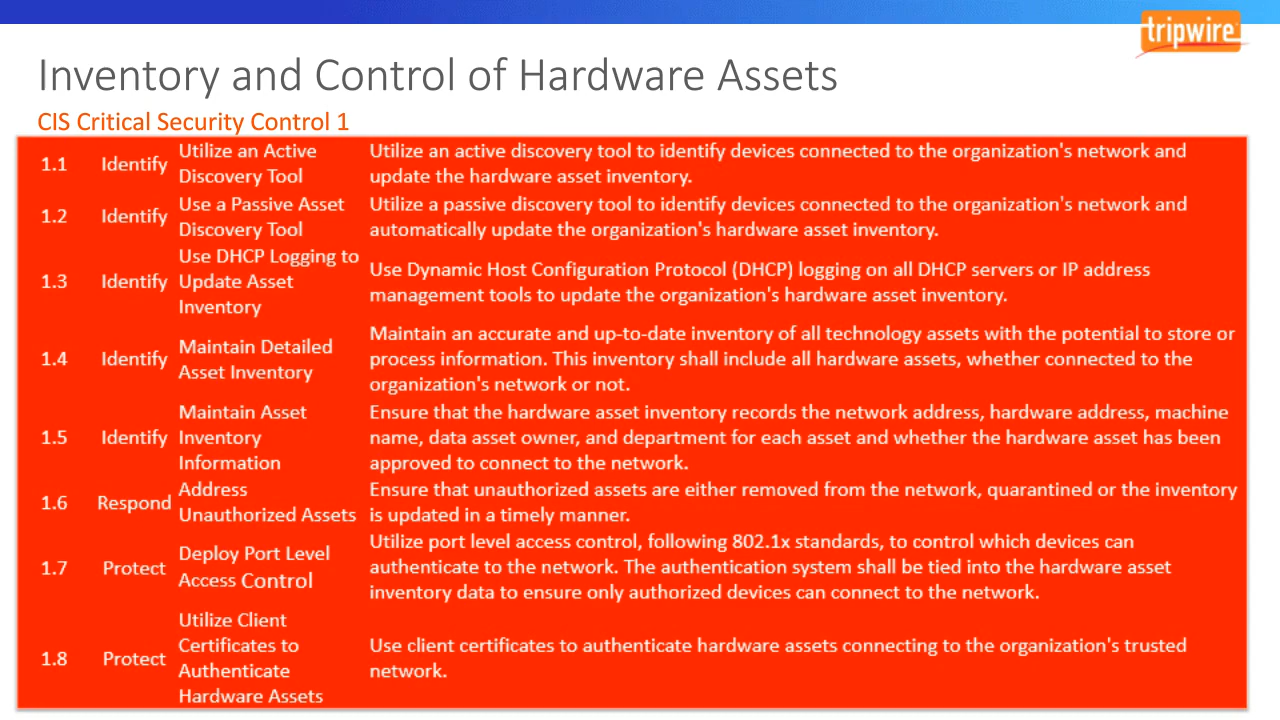 tripwire
Inventory and Control of Hardware Assets
CIS Critical Security Control 1
1.1 Identify Utilize an Active Discovery Tool Utilize an active discovery tool to identify devices connected to the organization's network and
update the hardware asset inventory.
1.2 Identify Use a Passive Asset Discovery Tool Utilize a passive discovery tool to identify devices connected to the organization's network and
automatically update the organization's hardware asset inventory.
1.3 Identify Use DHCP Logging to Update Asset Inventory Use Dynamic Host Configuration Protocol (DHCP) logging on all DHCP servers or IP address
management tools to update the organization's hardware asset inventory.
1.4 Identify Maintain Detailed Asset Inventory Maintain an accurate and up-to-date inventory of all technology assets with the potential to store or
process information. This inventory shall include all hardware assets, whether connected to the
organization's network or not.
1.5 Identify Maintain Asset Inventory Information Ensure that the hardware asset inventory records the network address, hardware address, machine
name, data asset owner, and department for each asset and whether the hardware asset has been
approved to connect to the network.
1.6 Respond Address Unauthorized Assets Ensure that unauthorized assets are either removed from the network, quarantined or the inventory
is updated in a timely manner.
1.7 Protect Deploy Port Level Access Control Utilize port level access control, following 802.1x standards, to control which devices can
authenticate to the network. The authentication system shall be tied into the hardware asset
inventory data to ensure only authorized devices can connect to the network.
1.8 Protect Utilize Client Certificates to Authenticate Hardware Assets Use client certificates to authenticate hardware assets connecting to the organization's trusted
network.